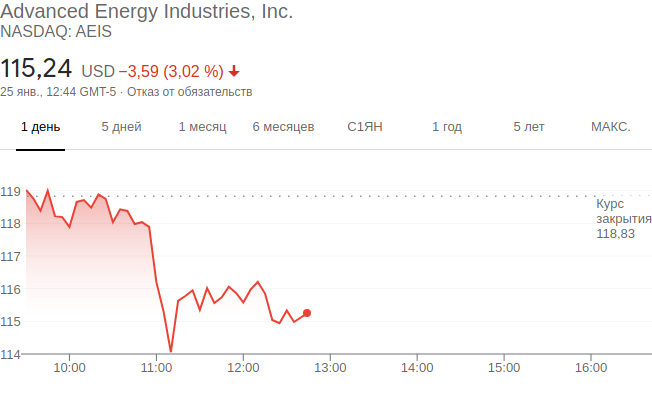 Advanced Energy Industries, Inc.
NASDAQ: AEIS
115,24 USD −3,59 (3,02 %)
25 янв., 12:44 GMT-5 · Отказ от обязательств
1 день 5 дней 1 месяц 6 месяцев С1ЯН 1 год 5 лет МАКС.
119
118
117
116
115
114
Курс
закрытия
118,83
10:00 11:00 12:00 13:00 14:00 15:00 16:00